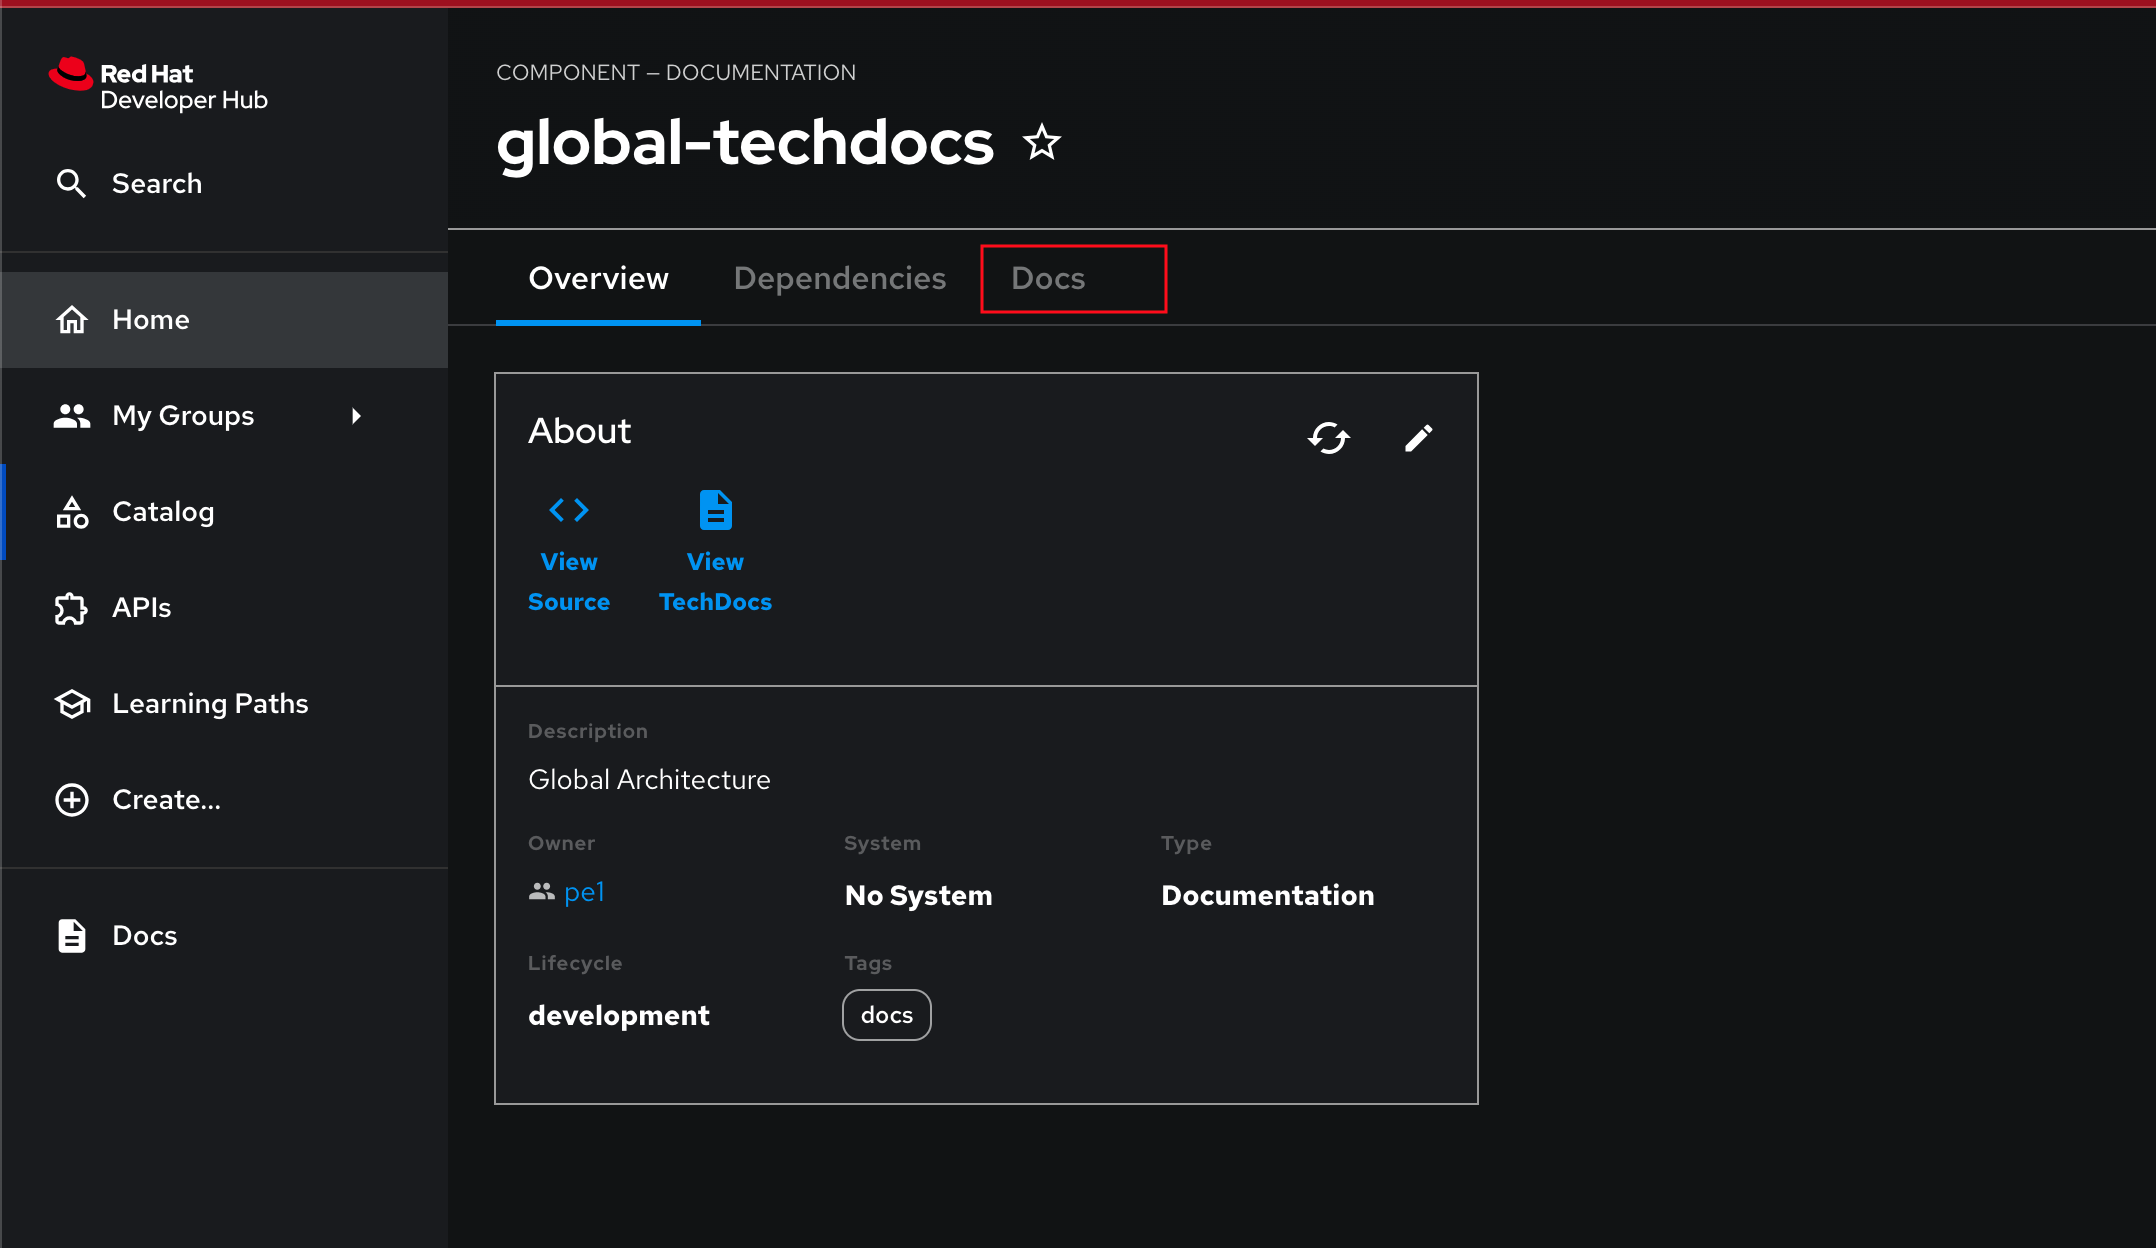 Red Hat
Developer Hub
Search
Home
My Groups
Catalog
APIs
Learning Paths
Create...
Docs
COMPONENT — DOCUMENTATION
global-techdocs
Overview
Dependencies
Docs
About
View
Source
View
TechDocs
Description
Global Architecture
Owner
System
Type
pe1
No System
Documentation
Lifecycle
Tags
development
docs